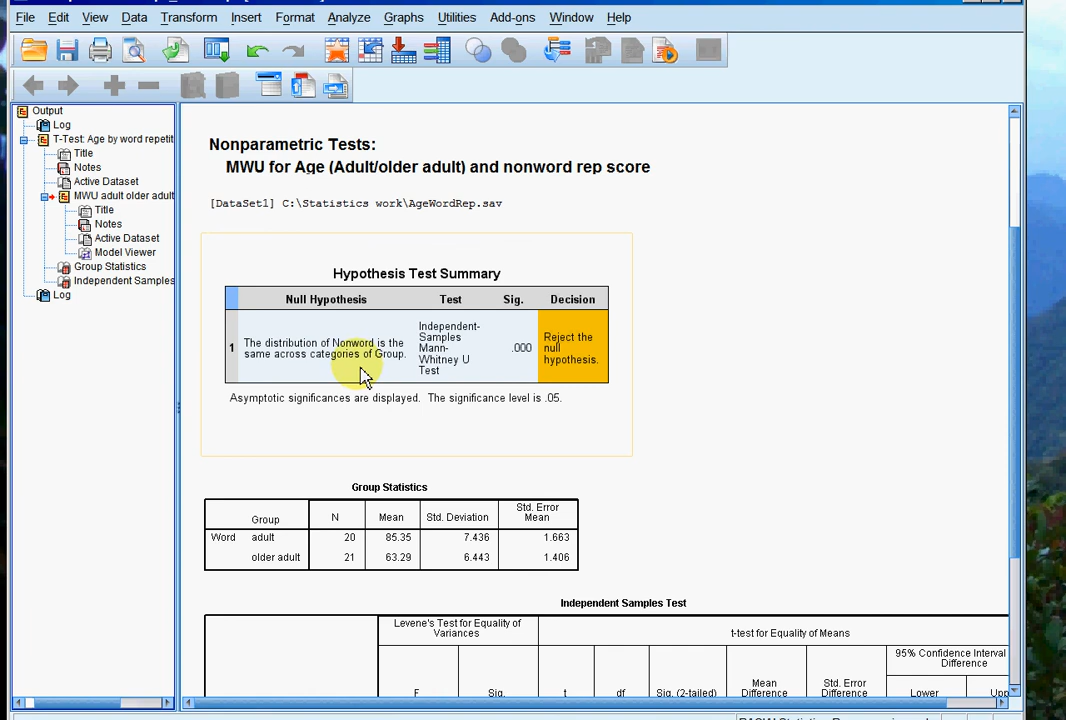 File Edit View Data Transform Insert Format Analyze Graphs Utilities Add-ons Window Help
Output
Log
T-Test: Age by word repetit
Title
Notes
Active Dataset
MWU adult older adult
Title
Notes
Active Dataset
Model Viewer
Group Statistics
Independent Samples
Log
Nonparametric Tests:
MWU for Age (Adult/older adult) and nonword rep score
[DataSet1] C:\Statistics work\AgeWordRep.sav
Hypothesis Test Summary
Null Hypothesis Test Sig. Decision
1
The distribution of Nonword is the
same across categories of Group.
Independent-
Samples
Mann-
Whitney U
Test
.000
Reject the
null
hypothesis.
Asymptotic significances are displayed. The significance level is .05.
Group Statistics
Group N Mean Std. Deviation Std. Error
Mean
Word adult 20 85.35 7.436 1.663
older adult 21 63.29 6.443 1.406
Independent Samples Test
Levene's Test for Equality of
Variances
t-test for Equality of Means
95% Confidence Interval
Difference
F Sig. t df Sig. (2-tailed)
Mean
Difference
Std. Error
Difference
Lower Upp